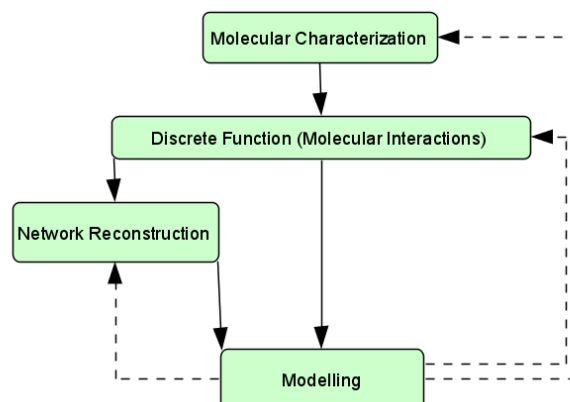 Molecular Characterization
Discrete Function (Molecular Interactions)
Network Reconstruction
Modelling